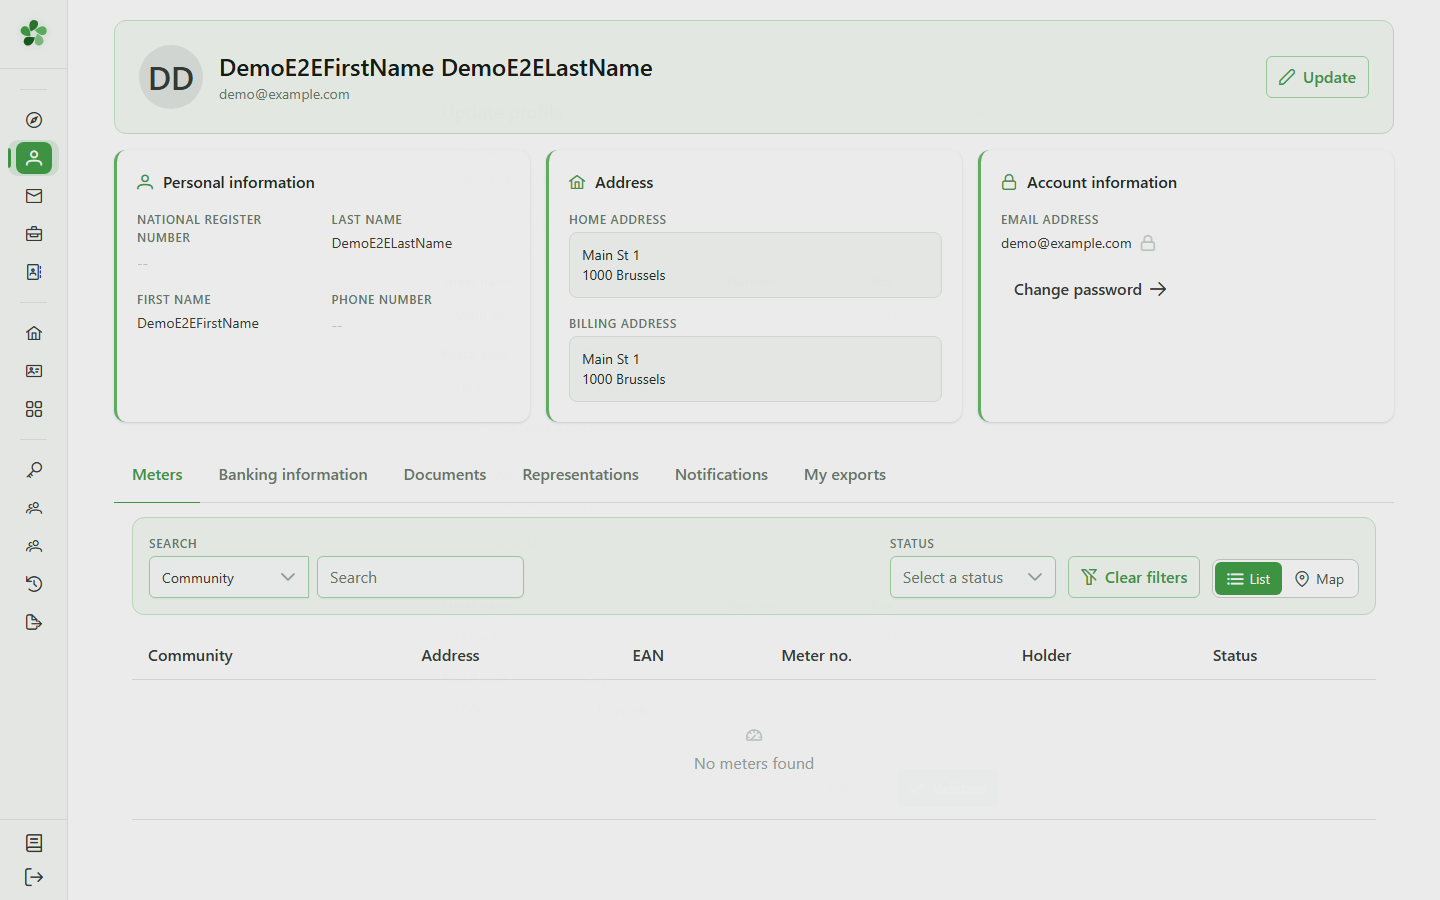 DD
DemoE2EFirstName DemoE2ELastName
demo@example.com
Update
Personal information
NATIONAL REGISTER
NUMBER
--
LAST NAME
DemoE2ELastName
FIRST NAME
DemoE2EFirstName
PHONE NUMBER
--
Address
HOME ADDRESS
Main St 1
1000 Brussels
BILLING ADDRESS
Main St 1
1000 Brussels
Account information
EMAIL ADDRESS
demo@example.com
Change password
Meters Banking information Documents Representations Notifications My exports
SEARCH
Community
Search
STATUS
Select a status
Clear filters
List
Map
Community Address EAN Meter no. Holder Status
No meters found